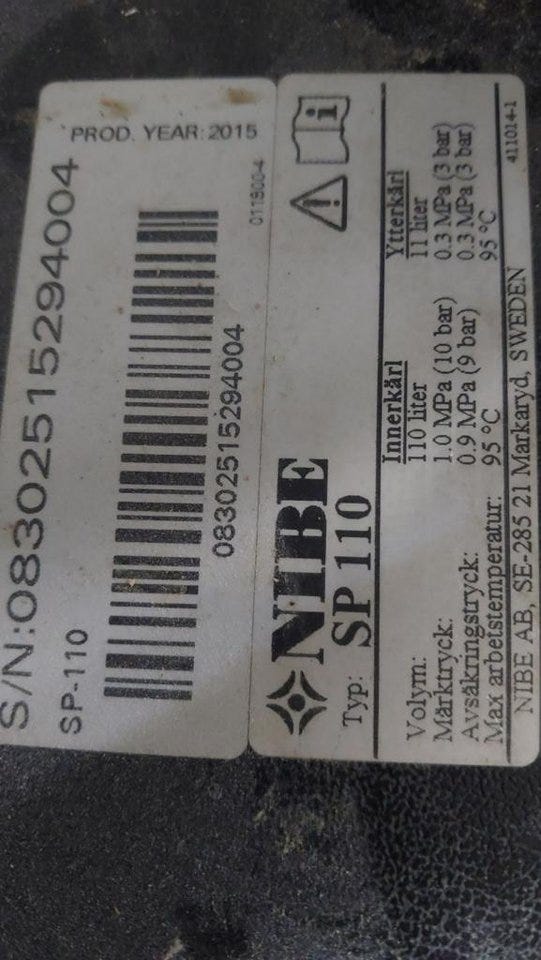 S/N:08302515294004
PROD. YEAR: 2015
SP-110
08302515294004
011800-4
NIBE
Typ: SP 110
Innerkärl Ytterkärl
Volym: 110 liter 11 liter
Märktryck: 1.0 MPa (10 bar) 0.3 MPa (3 bar)
Avsäkringstryck: 0.9 MPa (9 bar) 0.3 MPa (3 bar)
Max arbetstemperatur: 95 °C 95 °C
NIBE AB, SE-285 21 Markaryd, SWEDEN
411014-1